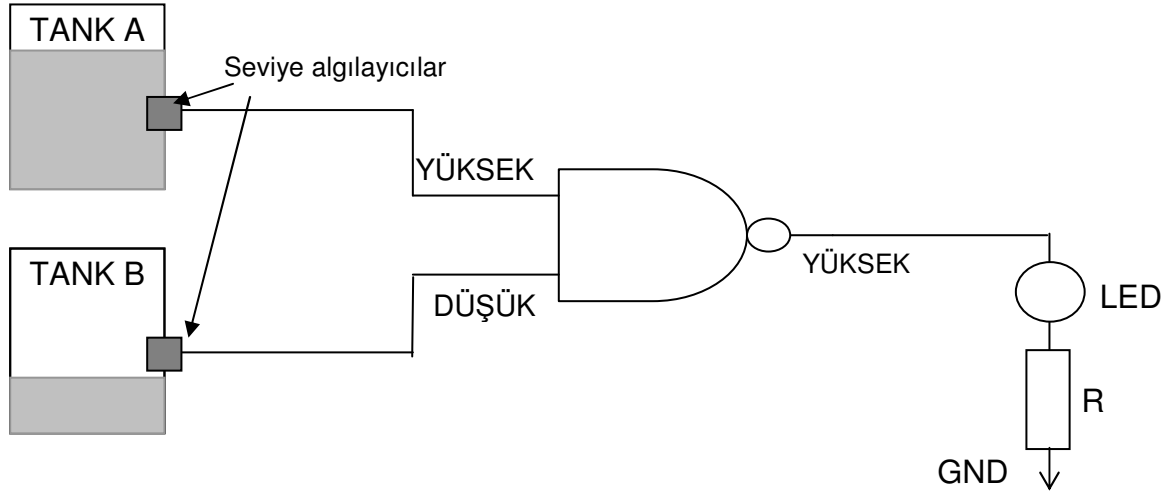 TANK A
Seviye algılayıcılar
YÜKSEK
TANK B
DÜŞÜK
YÜKSEK
LED
R
GND